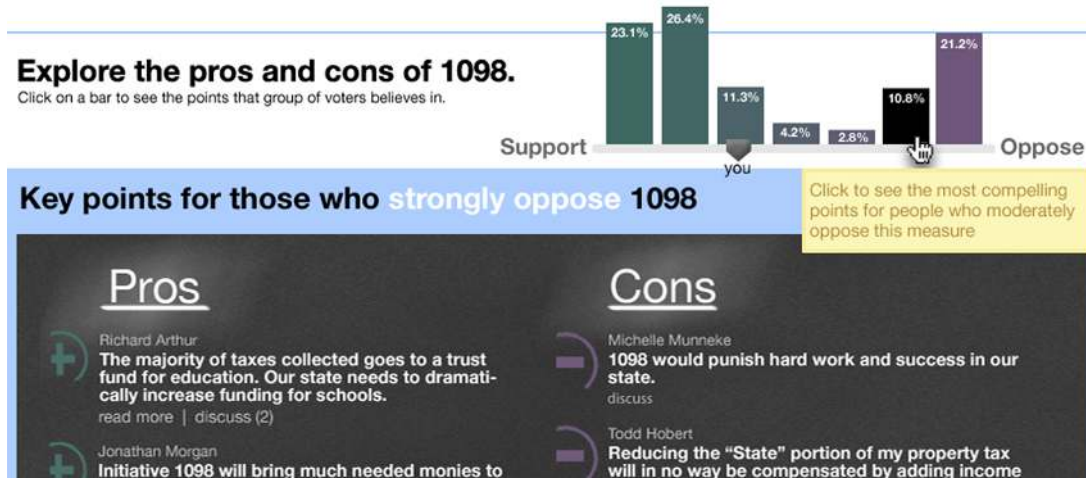 23.1%
26.4%
11.3%
4.2%
2.8%
10.8%
21.2%
Explore the pros and cons of 1098.
Click on a bar to see the points that group of voters believes in.
Support
Oppose
you
Key points for those who strongly oppose 1098
Click to see the most compelling
points for people who moderately
oppose this measure
Pros
Richard Arthur
The majority of taxes collected goes to a trust
fund for education. Our state needs to dramati-
cally increase funding for schools.
read more | discuss (2)
Jonathan Morgan
Initiative 1098 will bring much needed monies to
Cons
Michelle Munneke
1098 would punish hard work and success in our
state.
discuss
Todd Hobert
Reducing the “State” portion of my property tax
will in no way be compensated by adding income